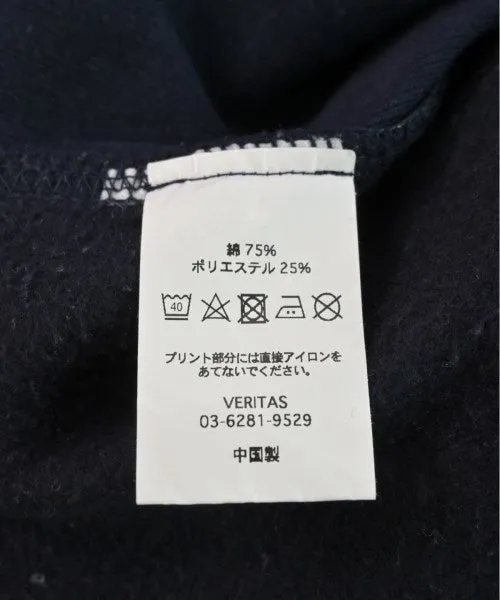 綿 75%
ポリエステル 25%
40
プリント部分には直接アイロンを
あてないでください。
VERITAS
03-6281-9529
中国製